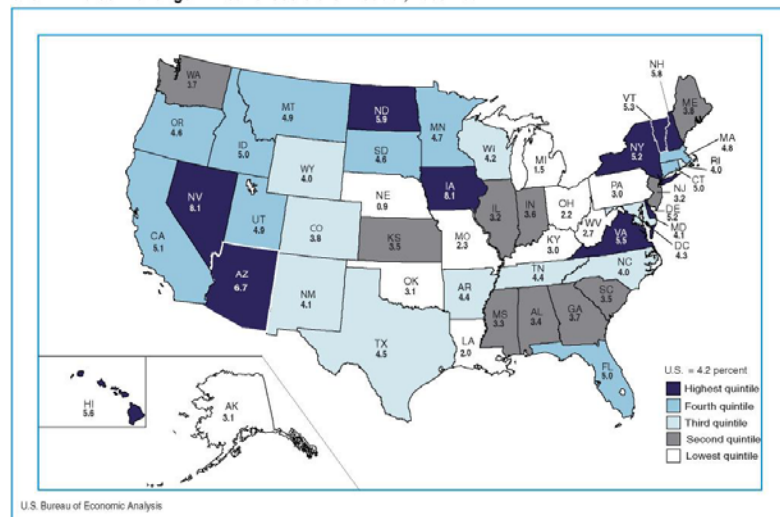 WA
3.7
OR
4.6
CA
5.1
NV
8.1
ID
5.0
MT
4.9
WY
4.0
UT
4.9
AZ
6.7
CO
3.8
NM
4.1
ND
5.9
SD
4.6
NE
0.9
KS
3.5
OK
3.1
TX
4.5
MN
4.7
IA
8.1
MO
2.3
AR
4.4
LA
2.0
WI
4.2
IL
3.2
MI
1.5
IN
3.6
OH
2.2
KY
3.0
TN
4.4
MS
3.3
AL
3.4
GA
3.7
FL
5.0
SC
3.5
NC
4.0
VA
5.5
WV
2.7
PA
3.0
NY
5.2
VT
5.3
NH
5.8
ME
3.6
MA
4.8
RI
4.0
CT
5.0
NJ
3.2
DE
5.2
MD
4.1
DC
4.3
HI
5.6
AK
3.1
U.S. = 4.2 percent
Highest quintile
Fourth quintile
Third quintile
Second quintile
Lowest quintile
U.S. Bureau of Economic Analysis